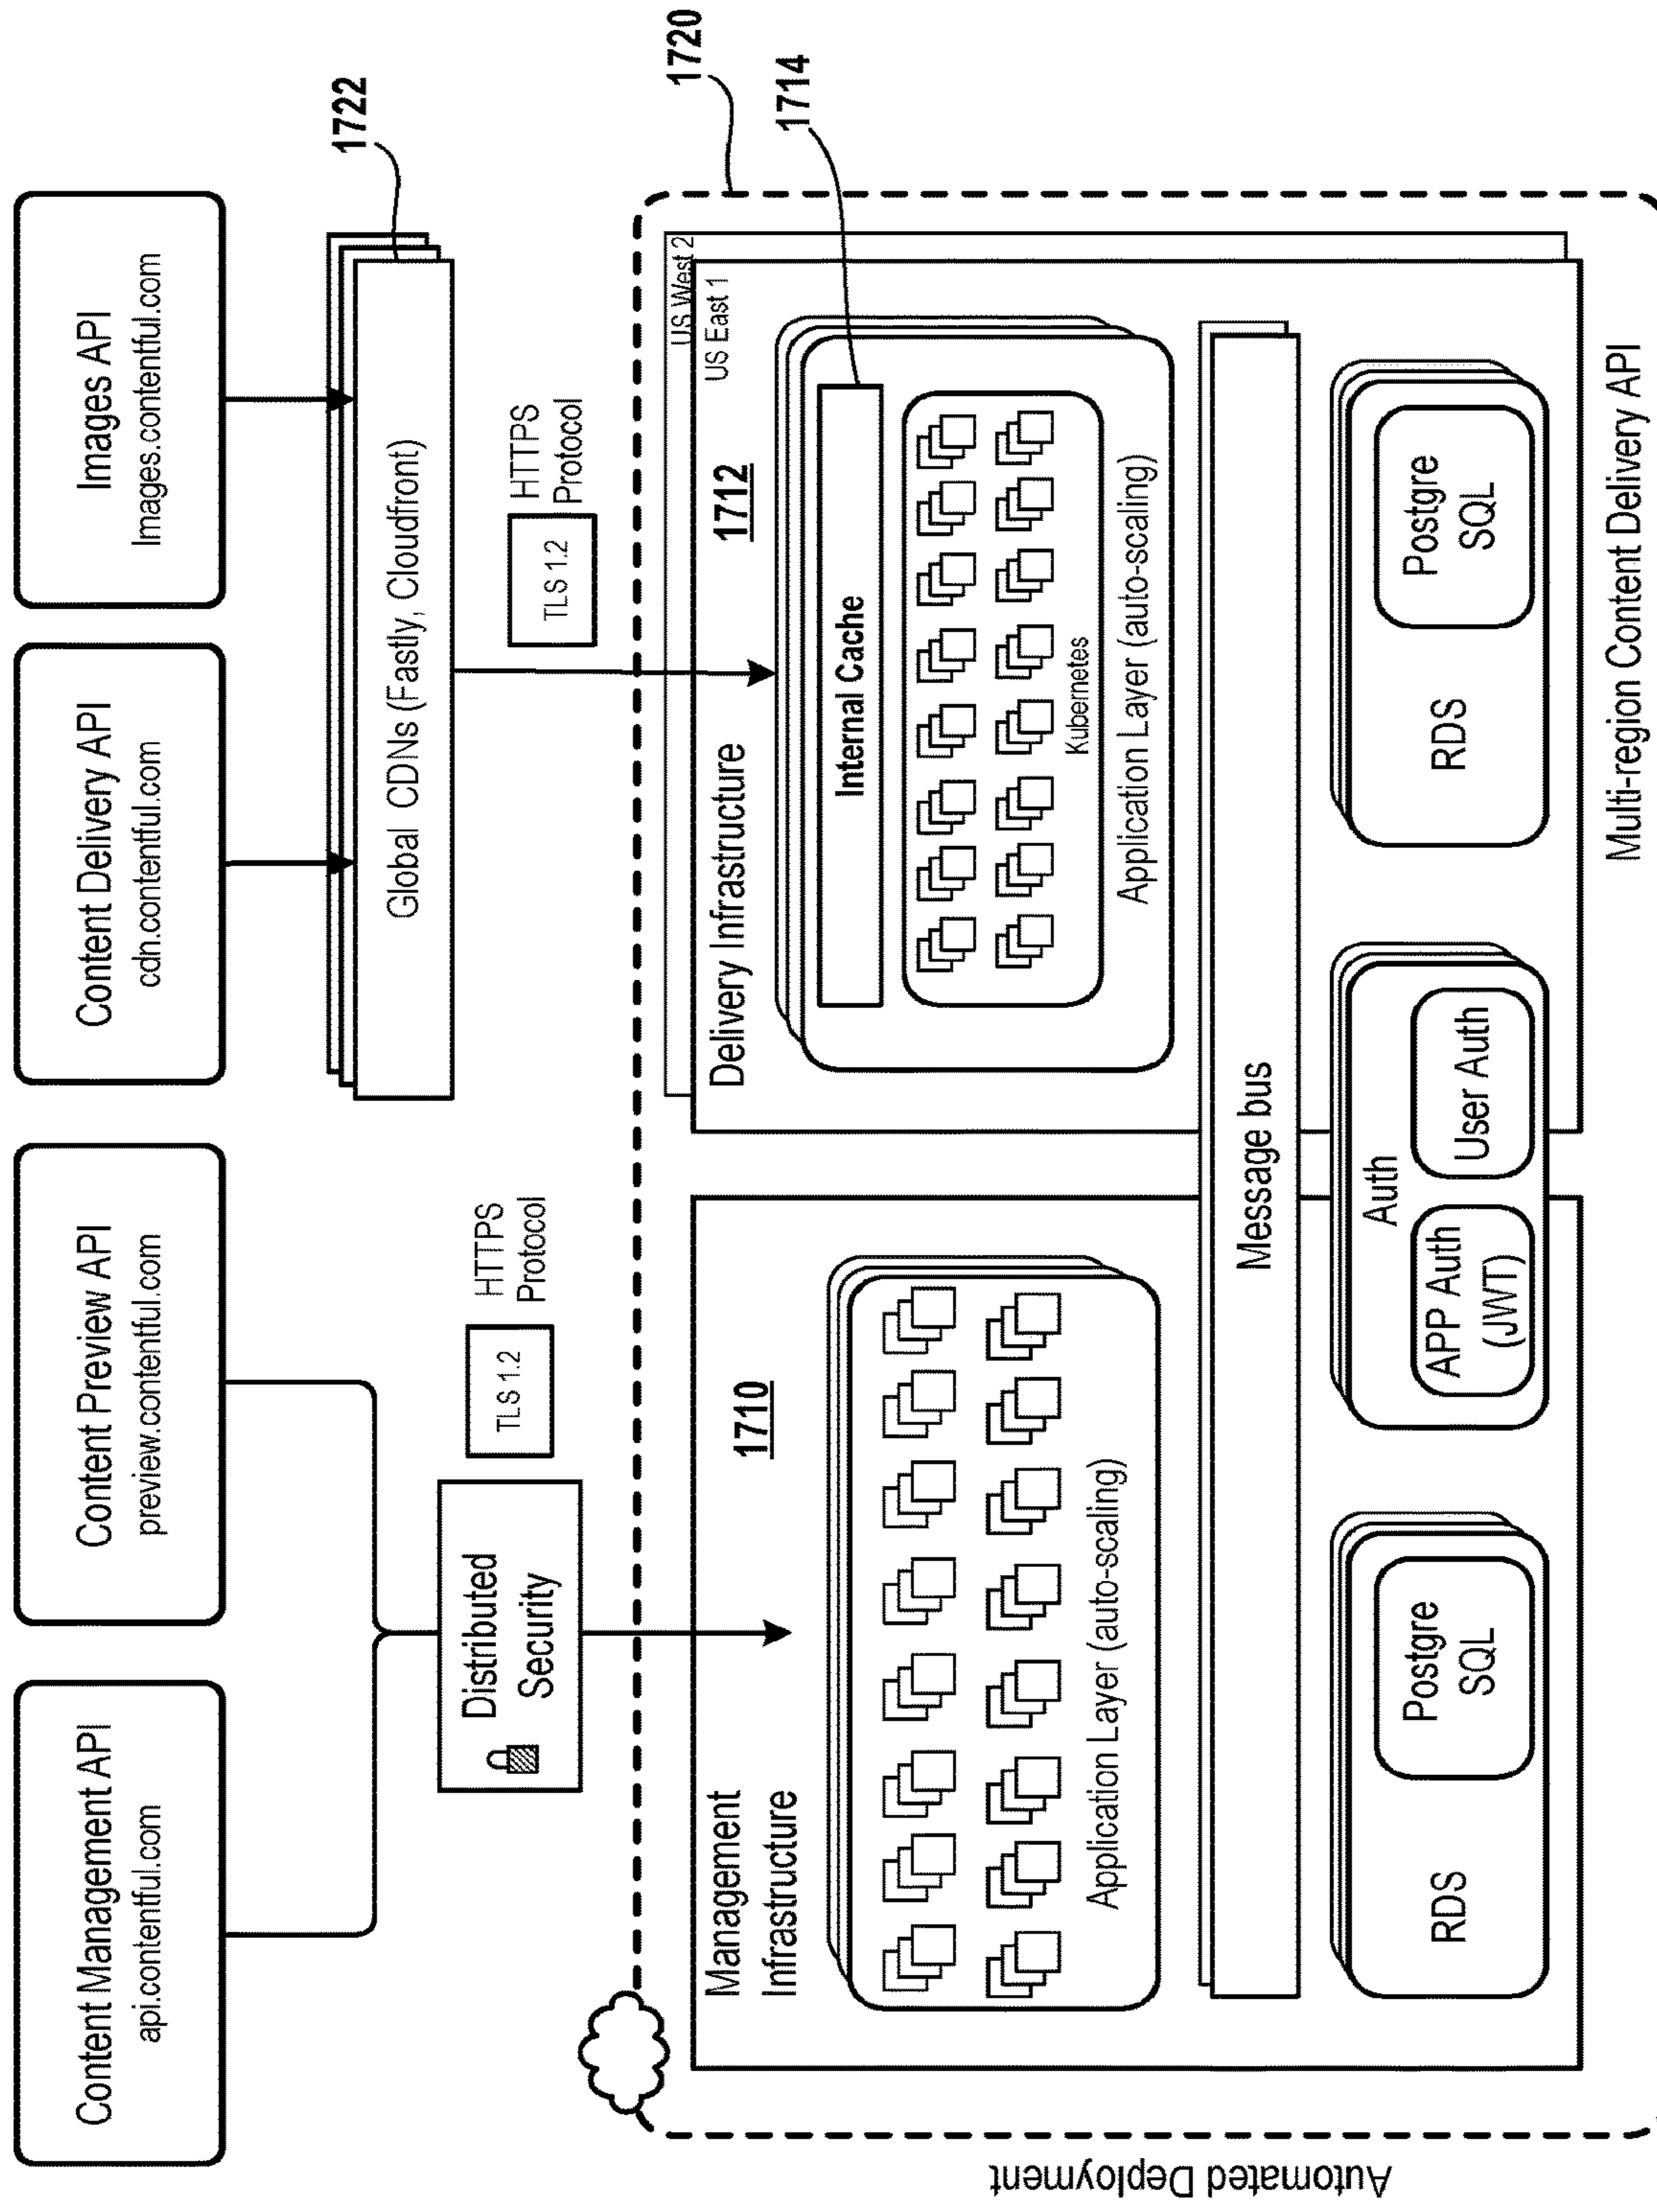 Content Management API
api.contentful.com
Content Preview API
preview.contentful.com
Content Delivery API
cdn.contentful.com
Images API
Images.contentful.com
1722
Global CDNs (Fastly, Cloudfront)
Distributed
Security
TLS 1.2
HTTPS
Protocol
TLS 1.2
HTTPS
Protocol
1720
1714
Management
Infrastructure
1710
Application Layer (auto-scaling)
US West 2
US East 1
Delivery Infrastructure
1712
Internal Cache
Kubernetes
Application Layer (auto-scaling)
Message bus
RDS
Postgre
SQL
Auth
APP Auth
(JWT)
User Auth
RDS
Postgre
SQL
Multi-region Content Delivery API
Automated Deployment